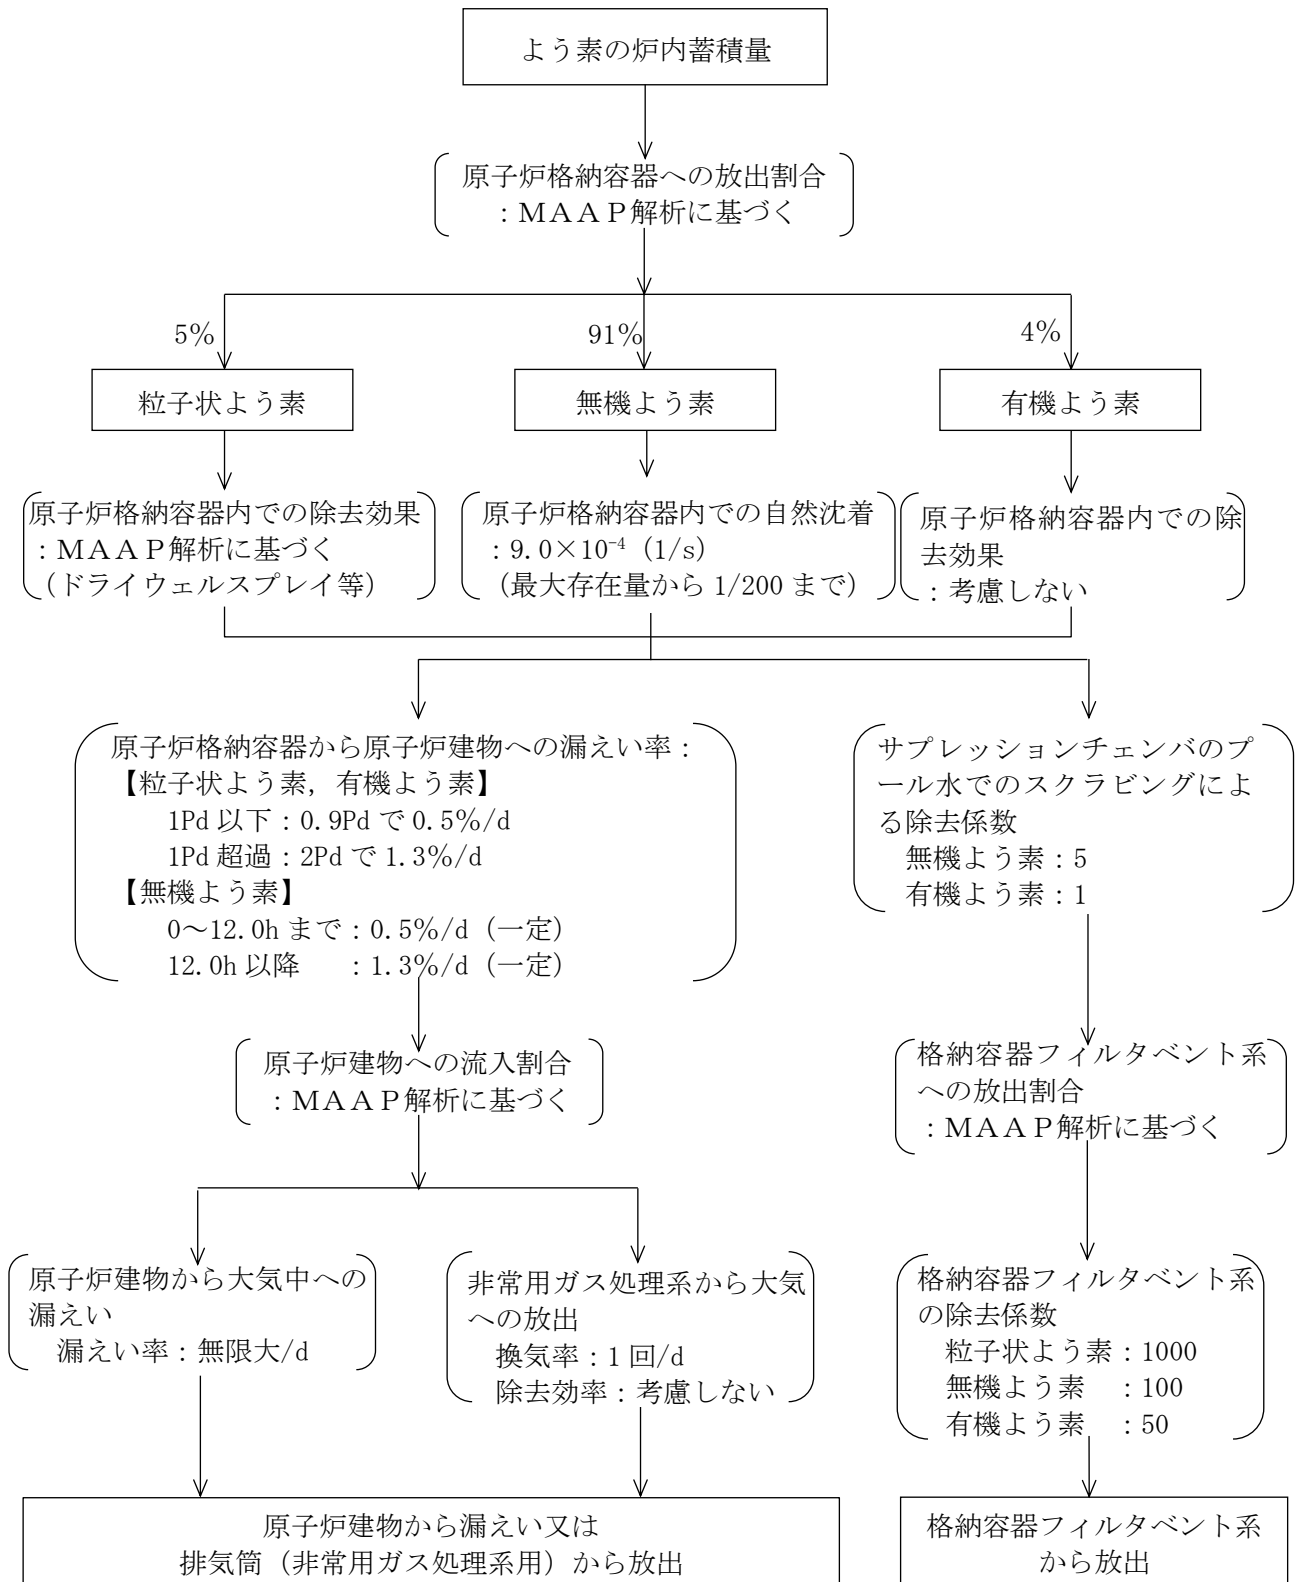 よう素の炉内蓄積量
原子炉格納容器への放出割合
：ＭＡＡＰ解析に基づく
5%
91%
4%
粒子状よう素
無機よう素
有機よう素
原子炉格納容器内での除去効果
：ＭＡＡＰ解析に基づく
（ドライウェルスプレイ等）
原子炉格納容器内での自然沈着
：9.0×10⁻⁴（1/s）
（最大存在量から 1/200 まで）
原子炉格納容器内での除
去効果
：考慮しない
原子炉格納容器から原子炉建物への漏えい率：
【粒子状よう素，有機よう素】
1Pd 以下：0.9Pd で 0.5%/d
1Pd 超過：2Pd で 1.3%/d
【無機よう素】
0～12.0h まで：0.5%/d（一定）
12.0h 以降　：1.3%/d（一定）
サプレッションチェンバのプ
ール水でのスクラビングによ
る除去係数
無機よう素：5
有機よう素：1
原子炉建物への流入割合
：ＭＡＡＰ解析に基づく
格納容器フィルタベント系
への放出割合
：ＭＡＡＰ解析に基づく
原子炉建物から大気中への
漏えい
漏えい率：無限大/d
非常用ガス処理系から大気
への放出
換気率：1 回/d
除去効率：考慮しない
格納容器フィルタベント系
の除去係数
粒子状よう素：1000
無機よう素　：100
有機よう素　：50
原子炉建物から漏えい又は
排気筒（非常用ガス処理系用）から放出
格納容器フィルタベント系
から放出